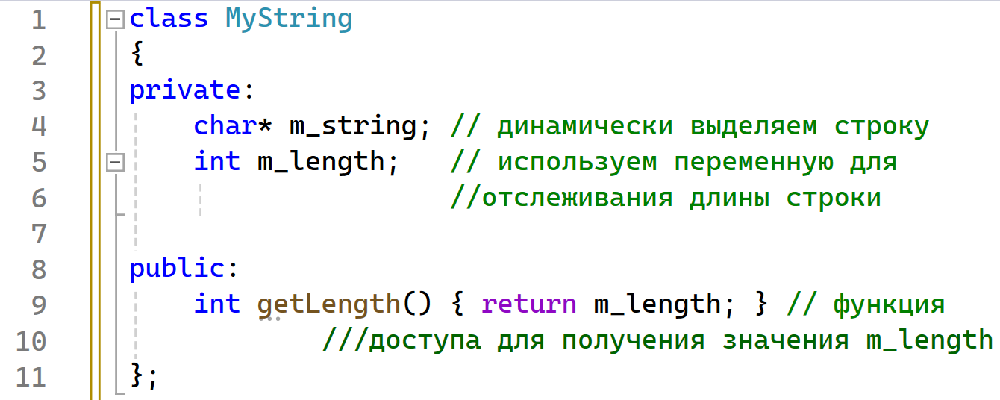 1 class MyString
2 {
3 private:
4 char* m_string; // динамически выделяем строку
5 int m_length; // используем переменную для
6 //отслеживания длины строки
7
8 public:
9 int getLength() { return m_length; } // функция
10 ///доступа для получения значения m_length
11 };